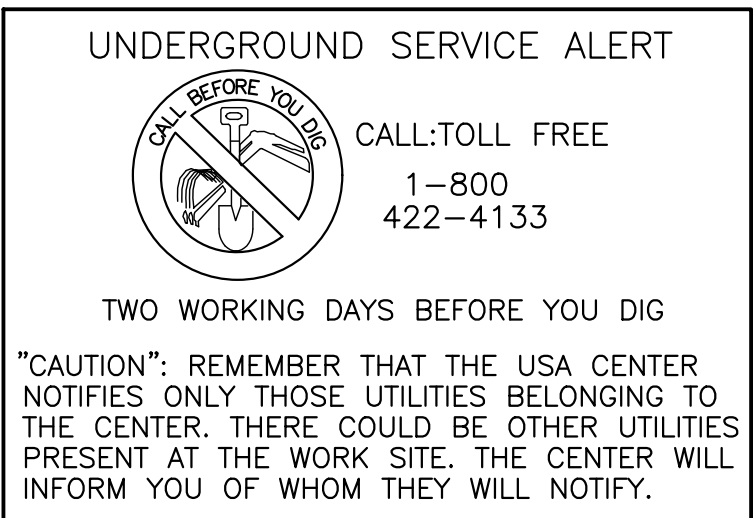 UNDERGROUND SERVICE ALERT
CALL BEFORE YOU DIG
CALL:TOLL FREE
1-800
422-4133
TWO WORKING DAYS BEFORE YOU DIG
"CAUTION": REMEMBER THAT THE USA CENTER
NOTIFIES ONLY THOSE UTILITIES BELONGING TO
THE CENTER. THERE COULD BE OTHER UTILITIES
PRESENT AT THE WORK SITE. THE CENTER WILL
INFORM YOU OF WHOM THEY WILL NOTIFY.